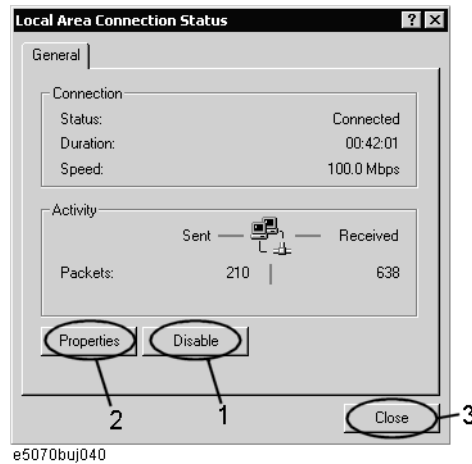 Local Area Connection Status ? X
General
Connection
Status: Connected
Duration: 00:42:01
Speed: 100.0 Mbps
Activity
Sent Received
Packets: 210 638
Properties Disable
2 1
Close 3
e5070buj040